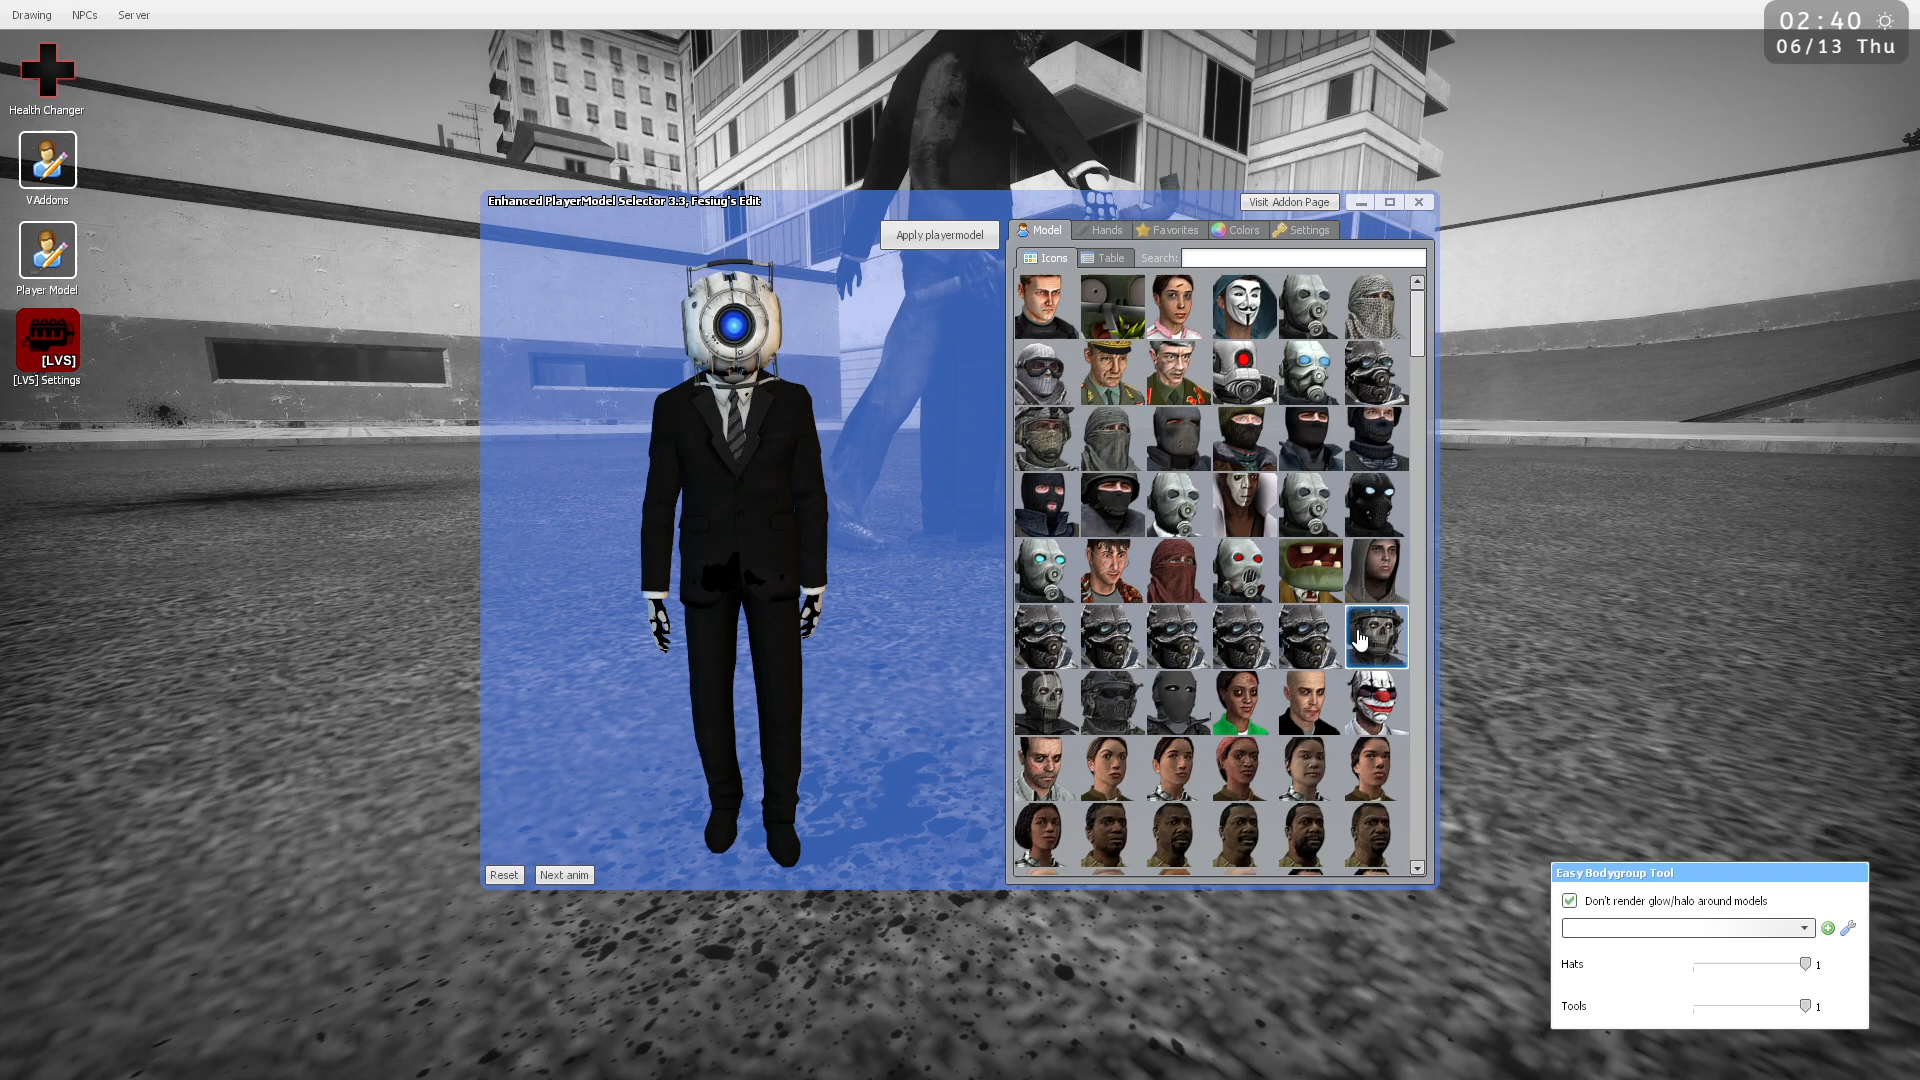 Drawing NPCs Server
02:40
06/13 Thu
Health Changer
VAddons
Player Model
[LVS]
[LVS] Settings
Enhanced PlayerModel Selector 3.3, Fesiug's Edit
Visit Addon Page
Apply playermodel
Model Hands Favorites Colors Settings
Icons Table Search:
Reset Next anim
Easy Bodygroup Tool
Don't render glow/halo around models
Hats 1
Tools 1